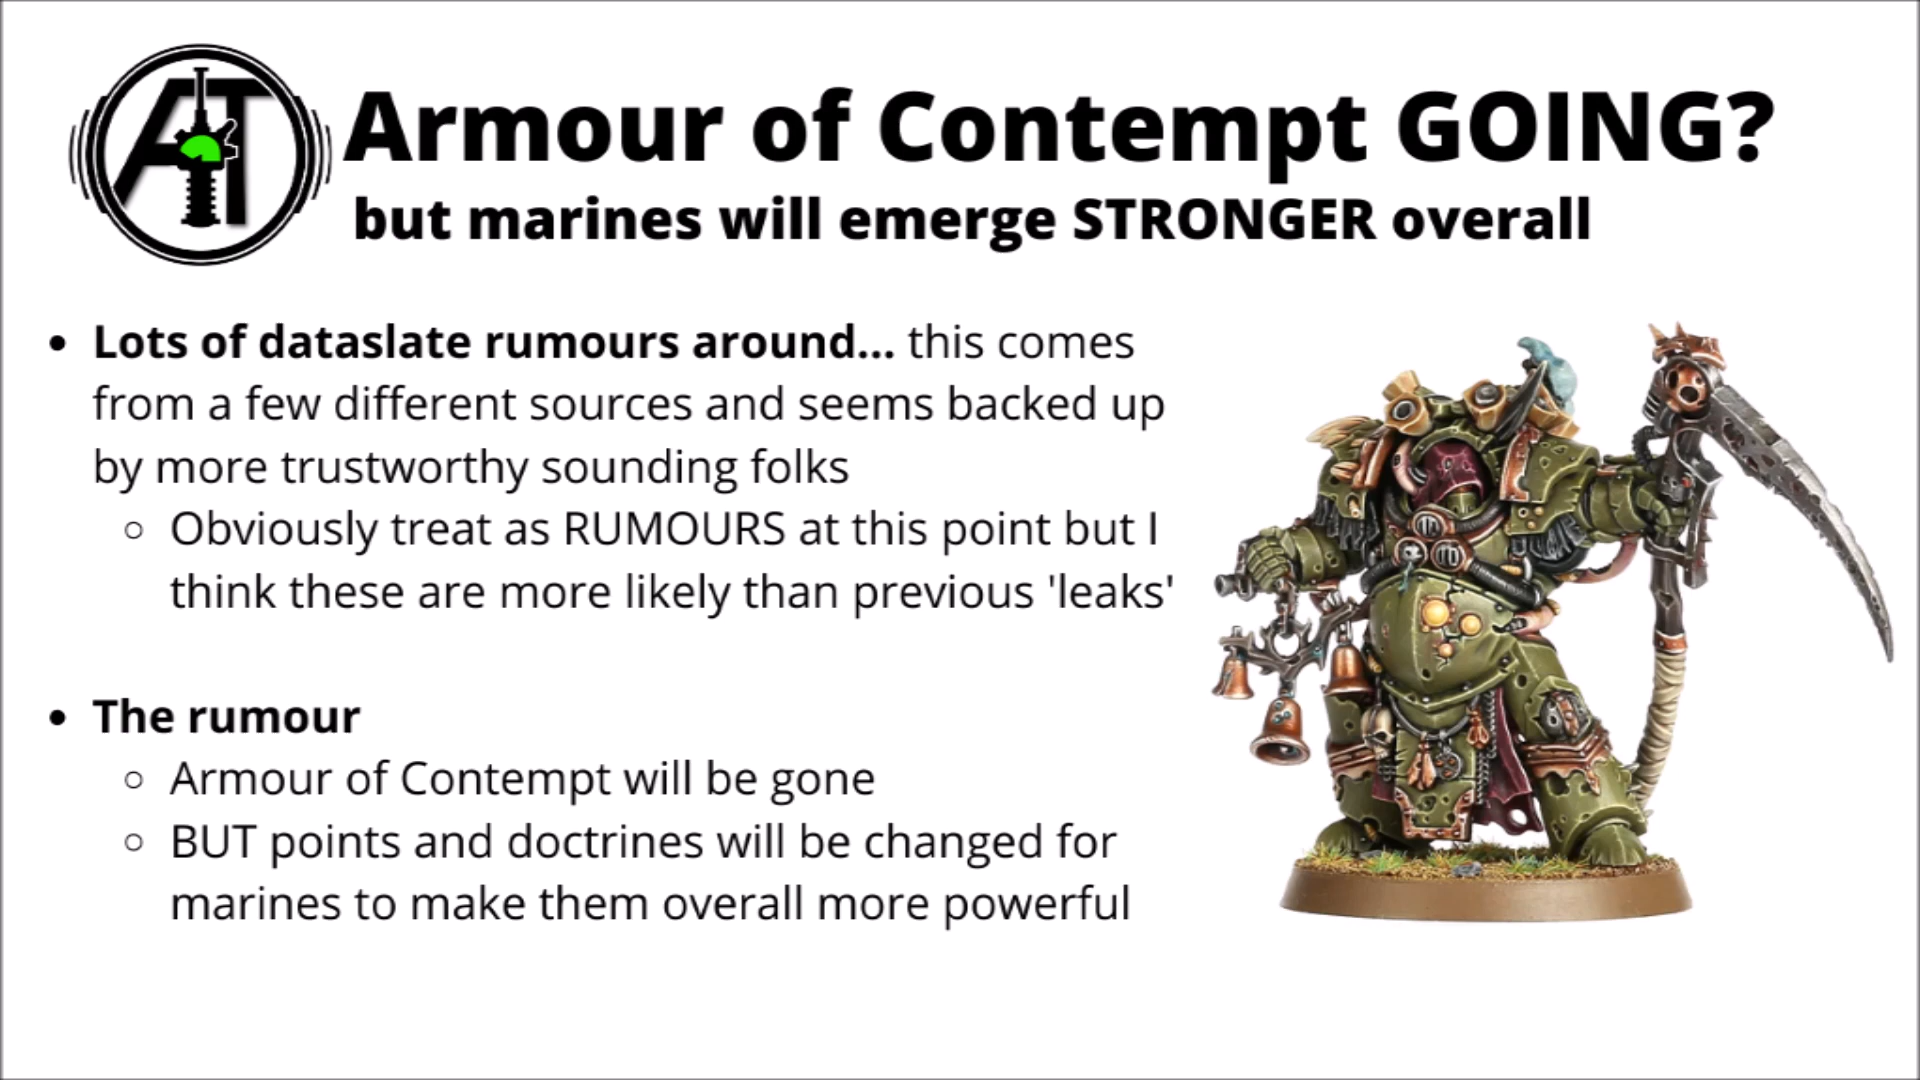 AT
Armour of Contempt GOING?
but marines will emerge STRONGER overall
• Lots of dataslate rumours around... this comes
from a few different sources and seems backed up
by more trustworthy sounding folks
○ Obviously treat as RUMOURS at this point but I
think these are more likely than previous 'leaks'
• The rumour
○ Armour of Contempt will be gone
○ BUT points and doctrines will be changed for
marines to make them overall more powerful